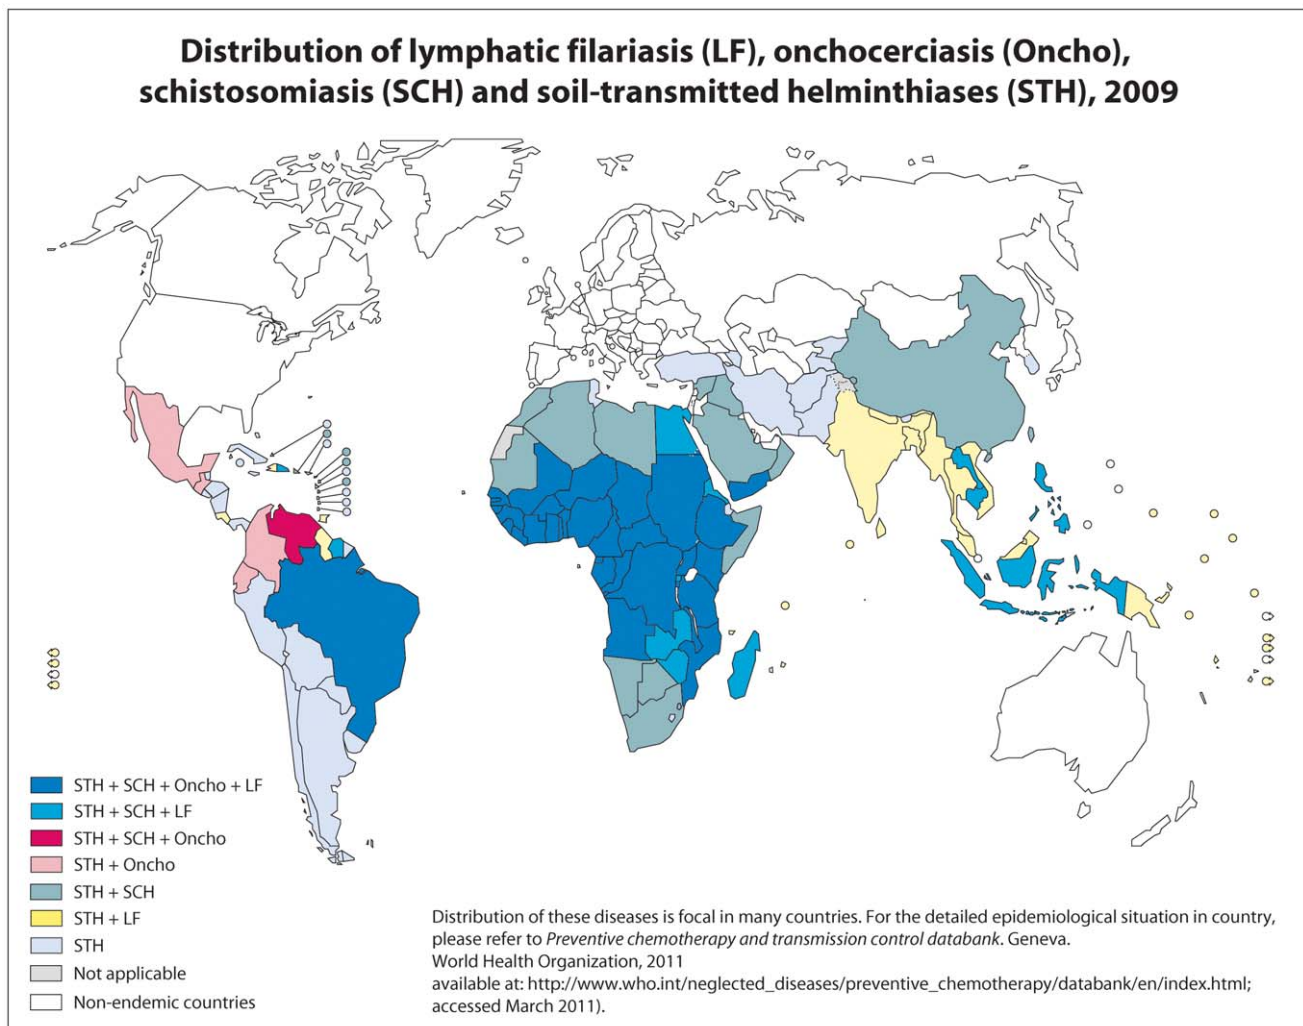 Distribution of lymphatic filariasis (LF), onchocerciasis (Oncho),
schistosomiasis (SCH) and soil-transmitted helminthiases (STH), 2009
STH + SCH + Oncho + LF
STH + SCH + LF
STH + SCH + Oncho
STH + Oncho
STH + SCH
STH + LF
STH
Not applicable
Non-endemic countries
Distribution of these diseases is focal in many countries. For the detailed epidemiological situation in country,
please refer to Preventive chemotherapy and transmission control databank. Geneva.
World Health Organization, 2011
available at: http://www.who.int/neglected_diseases/preventive_chemotherapy/databank/en/index.html;
accessed March 2011).